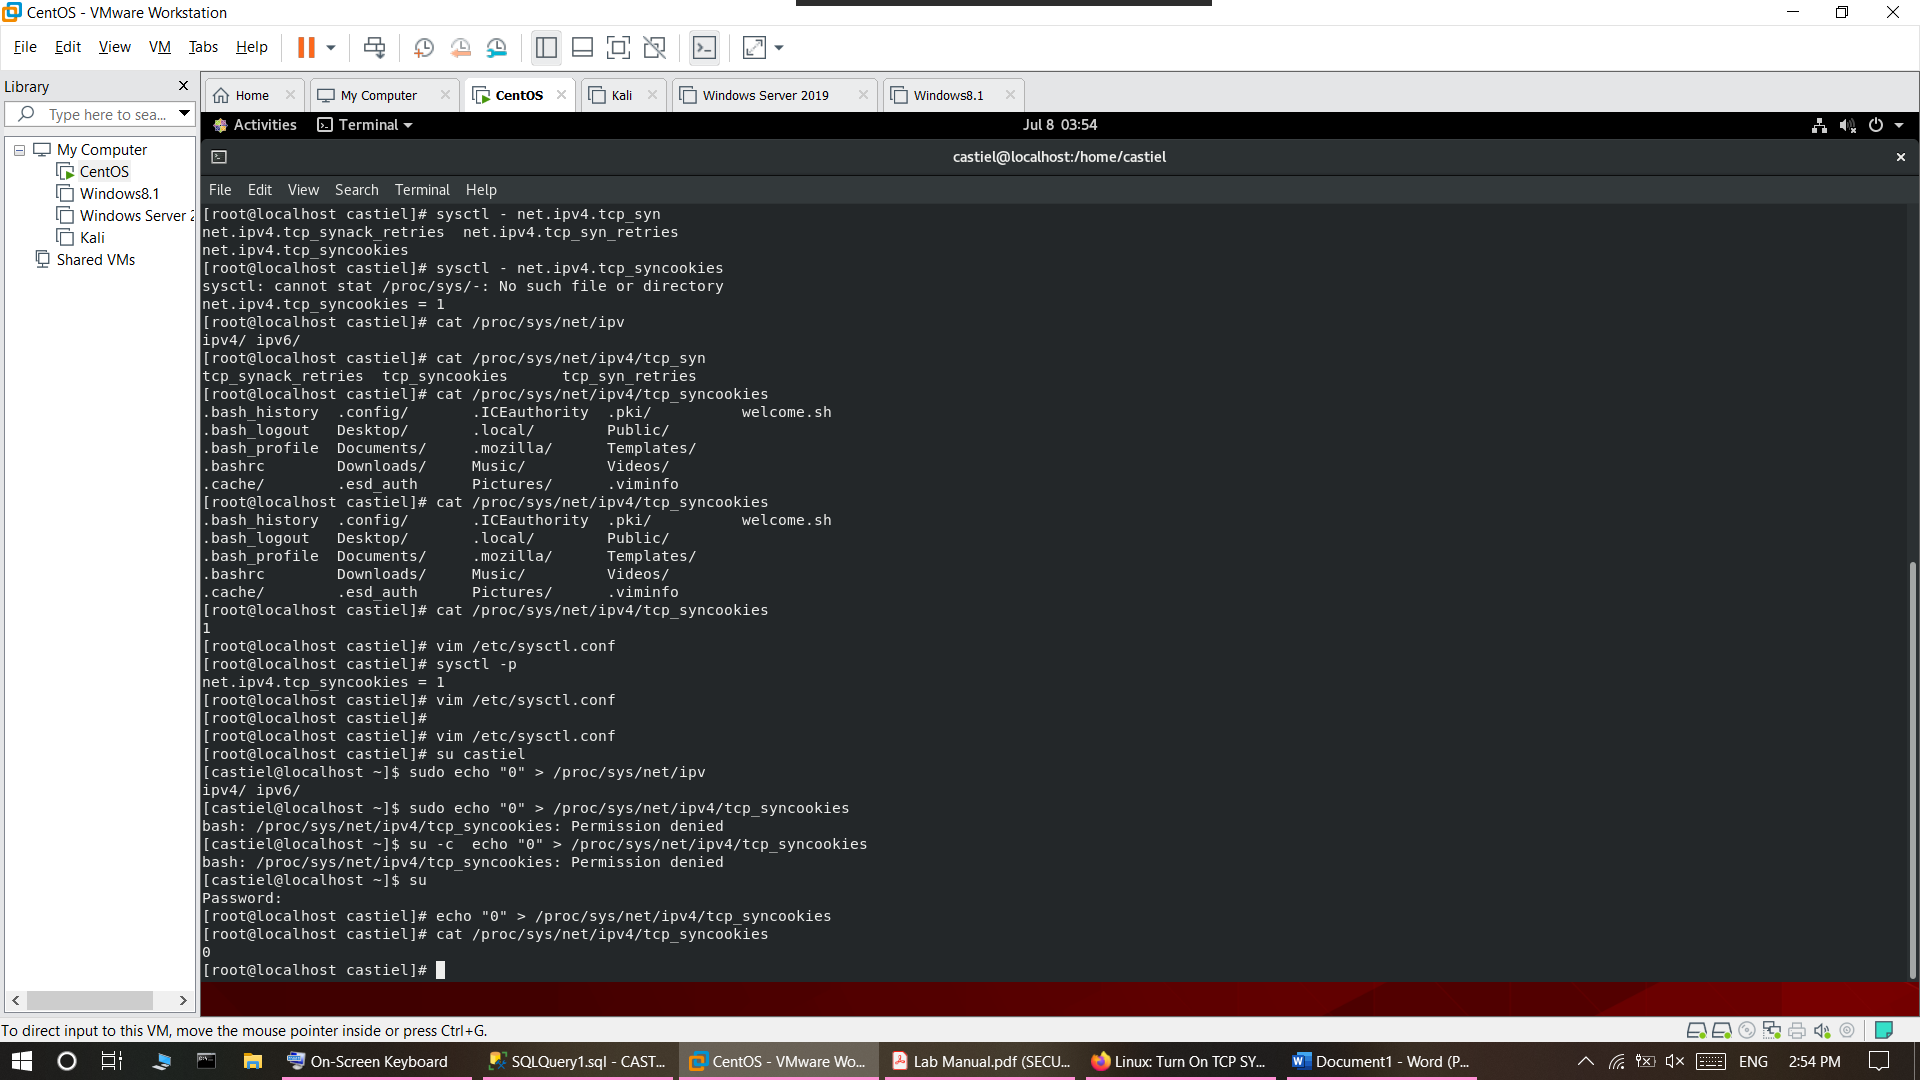 CentOS - VMware Workstation
File Edit View VM Tabs Help
Library
Type here to sea...
My Computer
CentOS
Windows8.1
Windows Server 2
Kali
Shared VMs
Home My Computer CentOS Kali Windows Server 2019 Windows8.1
Activities Terminal Jul 8 03:54
castiel@localhost:/home/castiel
File Edit View Search Terminal Help
[root@localhost castiel]# sysctl - net.ipv4.tcp_syn
net.ipv4.tcp_synack_retries  net.ipv4.tcp_syn_retries
net.ipv4.tcp_syncookies
[root@localhost castiel]# sysctl - net.ipv4.tcp_syncookies
sysctl: cannot stat /proc/sys/-: No such file or directory
net.ipv4.tcp_syncookies = 1
[root@localhost castiel]# cat /proc/sys/net/ipv
ipv4/ ipv6/
[root@localhost castiel]# cat /proc/sys/net/ipv4/tcp_syn
tcp_synack_retries  tcp_syncookies      tcp_syn_retries
[root@localhost castiel]# cat /proc/sys/net/ipv4/tcp_syncookies
.bash_history  .config/       .ICEauthority  .pki/          welcome.sh
.bash_logout   Desktop/       .local/        Public/
.bash_profile  Documents/     .mozilla/      Templates/
.bashrc        Downloads/     Music/         Videos/
.cache/        .esd_auth      Pictures/      .viminfo
[root@localhost castiel]# cat /proc/sys/net/ipv4/tcp_syncookies
.bash_history  .config/       .ICEauthority  .pki/          welcome.sh
.bash_logout   Desktop/       .local/        Public/
.bash_profile  Documents/     .mozilla/      Templates/
.bashrc        Downloads/     Music/         Videos/
.cache/        .esd_auth      Pictures/      .viminfo
[root@localhost castiel]# cat /proc/sys/net/ipv4/tcp_syncookies
1
[root@localhost castiel]# vim /etc/sysctl.conf
[root@localhost castiel]# sysctl -p
net.ipv4.tcp_syncookies = 1
[root@localhost castiel]# vim /etc/sysctl.conf
[root@localhost castiel]#
[root@localhost castiel]# vim /etc/sysctl.conf
[root@localhost castiel]# su castiel
[castiel@localhost ~]$ sudo echo "0" > /proc/sys/net/ipv
ipv4/ ipv6/
[castiel@localhost ~]$ sudo echo "0" > /proc/sys/net/ipv4/tcp_syncookies
bash: /proc/sys/net/ipv4/tcp_syncookies: Permission denied
[castiel@localhost ~]$ su -c  echo "0" > /proc/sys/net/ipv4/tcp_syncookies
bash: /proc/sys/net/ipv4/tcp_syncookies: Permission denied
[castiel@localhost ~]$ su
Password:
[root@localhost castiel]# echo "0" > /proc/sys/net/ipv4/tcp_syncookies
[root@localhost castiel]# cat /proc/sys/net/ipv4/tcp_syncookies
0
[root@localhost castiel]#
To direct input to this VM, move the mouse pointer inside or press Ctrl+G.
On-Screen Keyboard SQLQuery1.sql - CAST... CentOS - VMware Wo... Lab Manual.pdf (SECU... Linux: Turn On TCP SY... Document1 - Word (P... ENG 2:54 PM